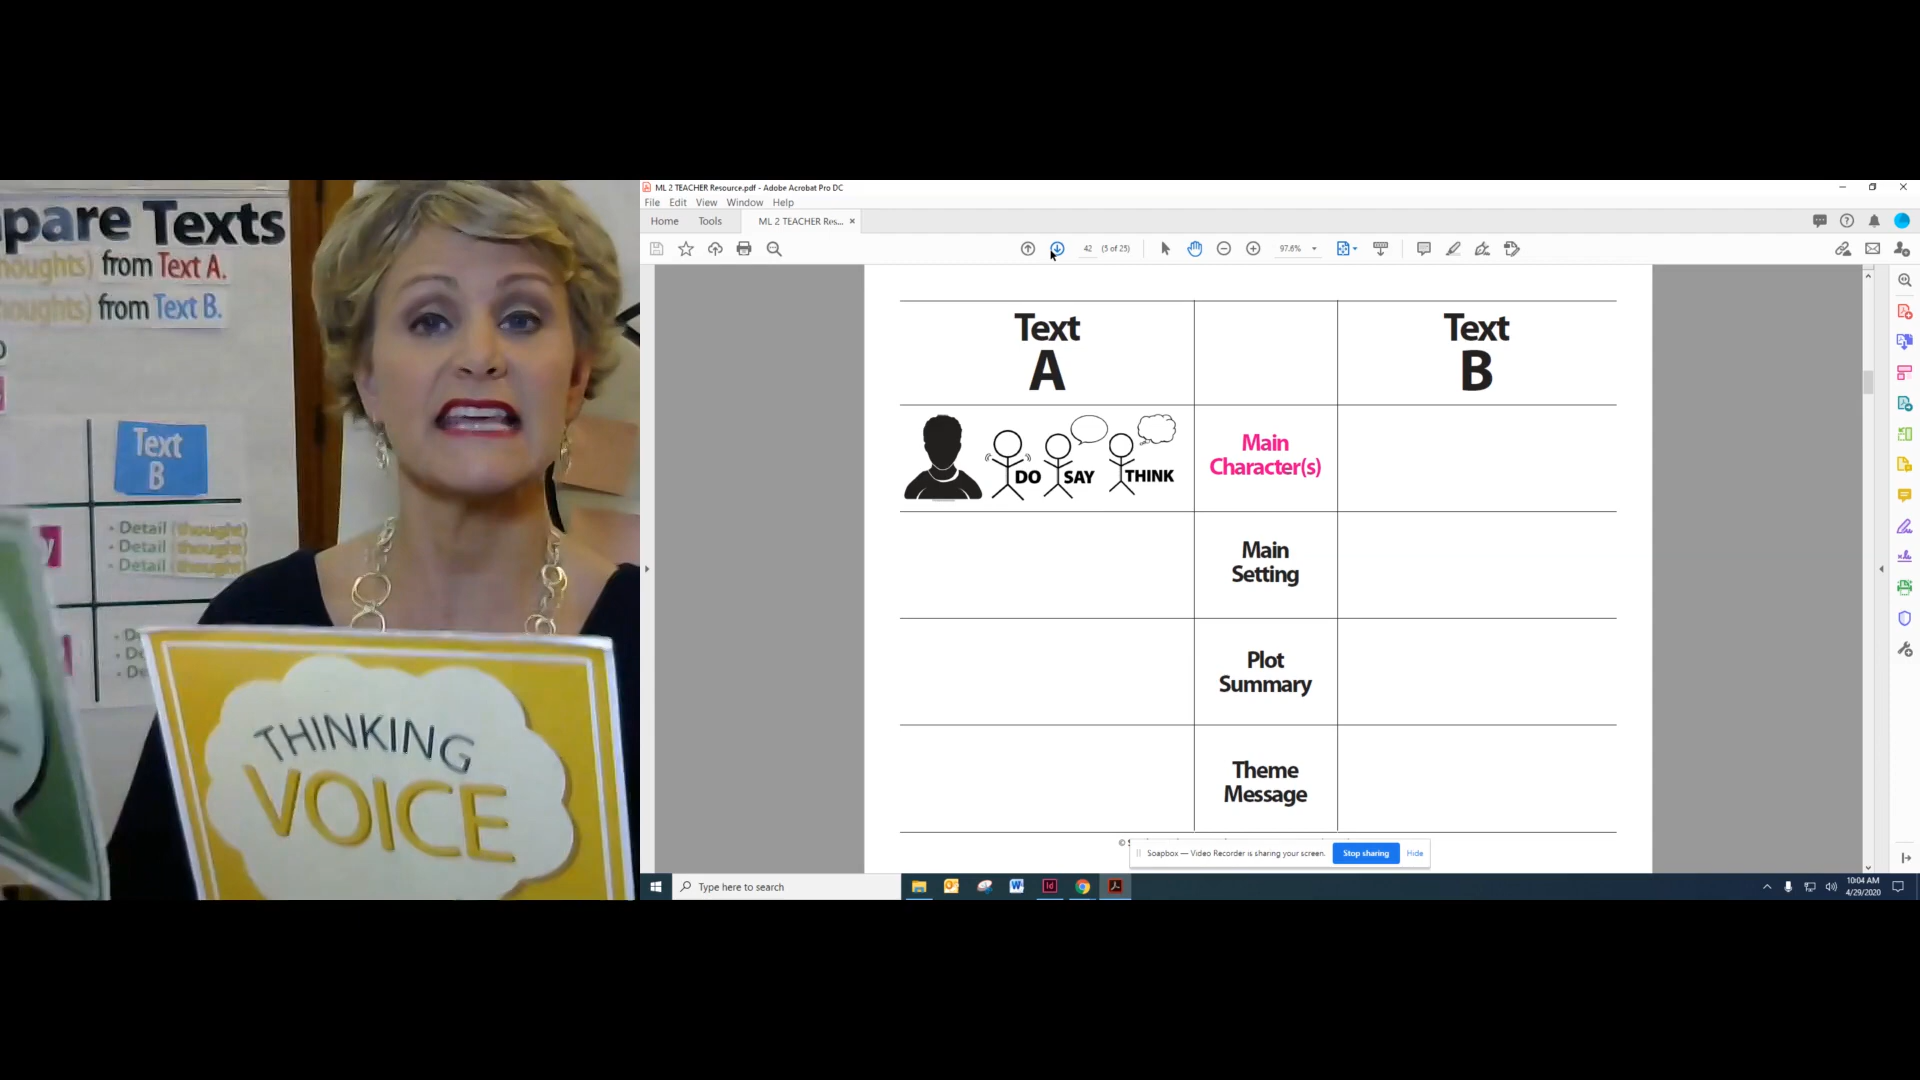 pare Texts
from Text A.
from Text B.
Text
B
• Detail (thought)
• Detail (thought)
• Detail (thought)
THINKING
VOICE
ML 2 TEACHER Resource.pdf - Adobe Acrobat Pro DC
File Edit View Window Help
Home Tools ML 2 TEACHER Res...
42 (5 of 25) 97.6%
Text
A
Text
B
DO SAY THINK
Main
Character(s)
Main
Setting
Plot
Summary
Theme
Message
Soapbox — Video Recorder is sharing your screen. Stop sharing Hide
Type here to search
10:04 AM
4/29/2020